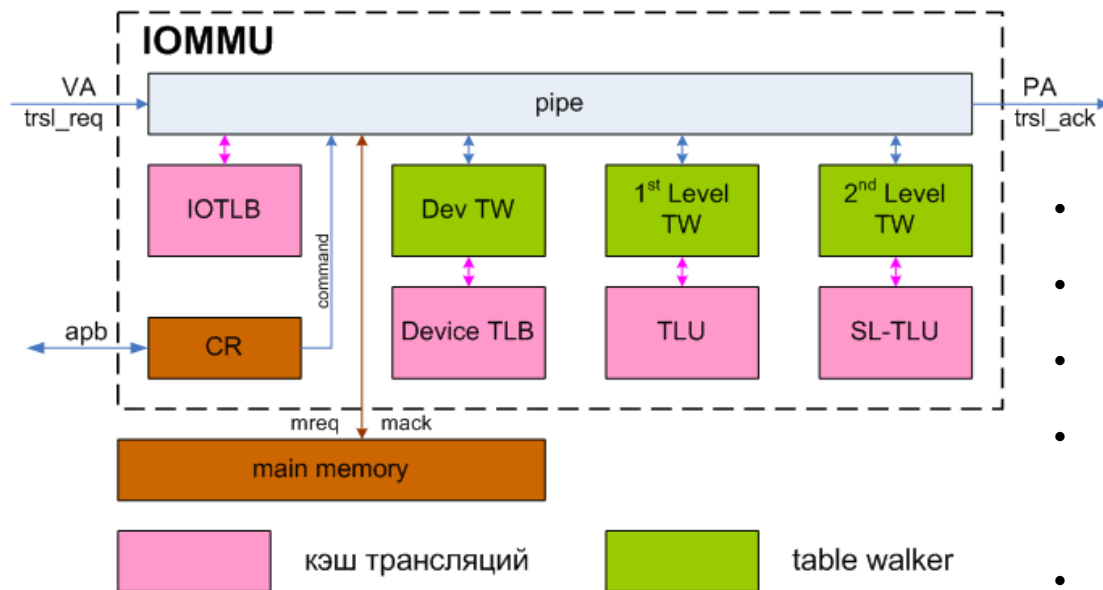 IOMMU
VA
trsl_req
pipe
PA
trsl_ack
IOTLB
Dev TW
1st Level
TW
2nd Level
TW
command
apb
CR
Device TLB
TLU
SL-TLU
mreq
mack
main memory
кэш трансляций
table walker